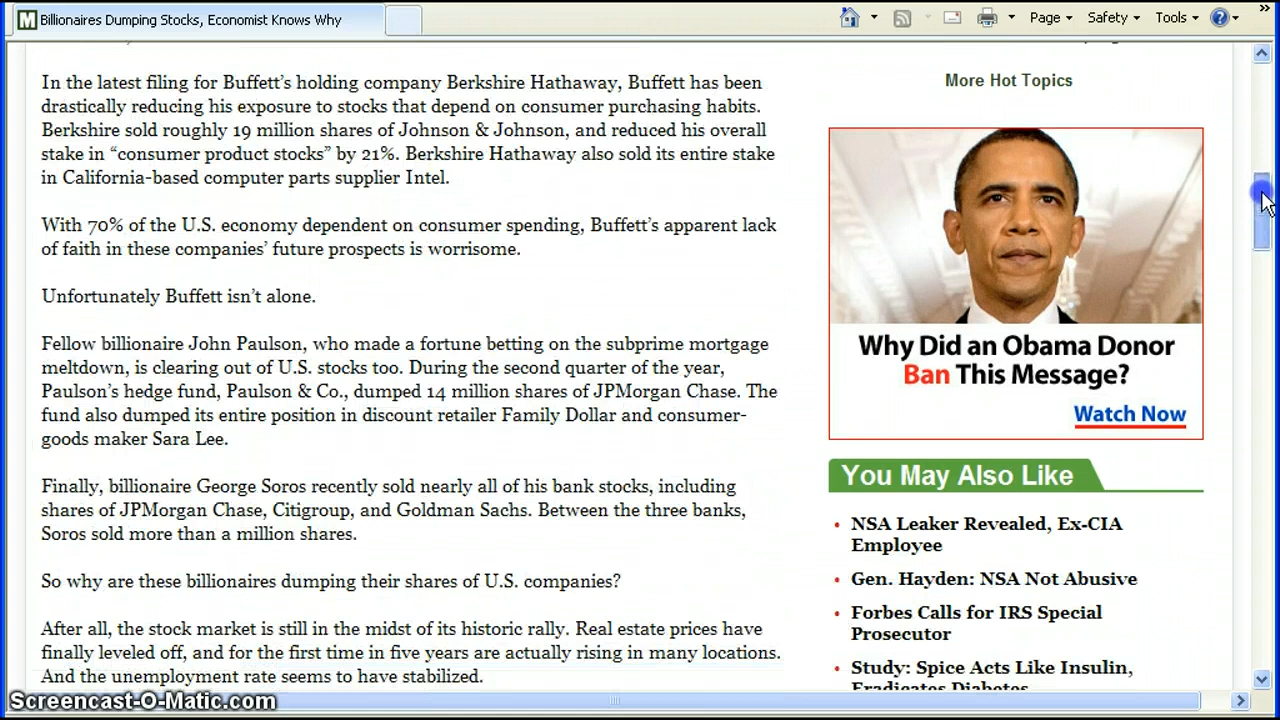 Billionaires Dumping Stocks, Economist Knows Why
Page
Safety
Tools
In the latest filing for Buffett’s holding company Berkshire Hathaway, Buffett has been
drastically reducing his exposure to stocks that depend on consumer purchasing habits.
Berkshire sold roughly 19 million shares of Johnson & Johnson, and reduced his overall
stake in “consumer product stocks” by 21%. Berkshire Hathaway also sold its entire stake
in California-based computer parts supplier Intel.
With 70% of the U.S. economy dependent on consumer spending, Buffett’s apparent lack
of faith in these companies’ future prospects is worrisome.
Unfortunately Buffett isn’t alone.
Fellow billionaire John Paulson, who made a fortune betting on the subprime mortgage
meltdown, is clearing out of U.S. stocks too. During the second quarter of the year,
Paulson’s hedge fund, Paulson & Co., dumped 14 million shares of JPMorgan Chase. The
fund also dumped its entire position in discount retailer Family Dollar and consumer-
goods maker Sara Lee.
Finally, billionaire George Soros recently sold nearly all of his bank stocks, including
shares of JPMorgan Chase, Citigroup, and Goldman Sachs. Between the three banks,
Soros sold more than a million shares.
So why are these billionaires dumping their shares of U.S. companies?
After all, the stock market is still in the midst of its historic rally. Real estate prices have
finally leveled off, and for the first time in five years are actually rising in many locations.
And the unemployment rate seems to have stabilized.
More Hot Topics
Why Did an Obama Donor
Ban This Message?
Watch Now
You May Also Like
NSA Leaker Revealed, Ex-CIA
Employee
Gen. Hayden: NSA Not Abusive
Forbes Calls for IRS Special
Prosecutor
Study: Spice Acts Like Insulin,
Eradicates Diabetes
Screencast-O-Matic.com